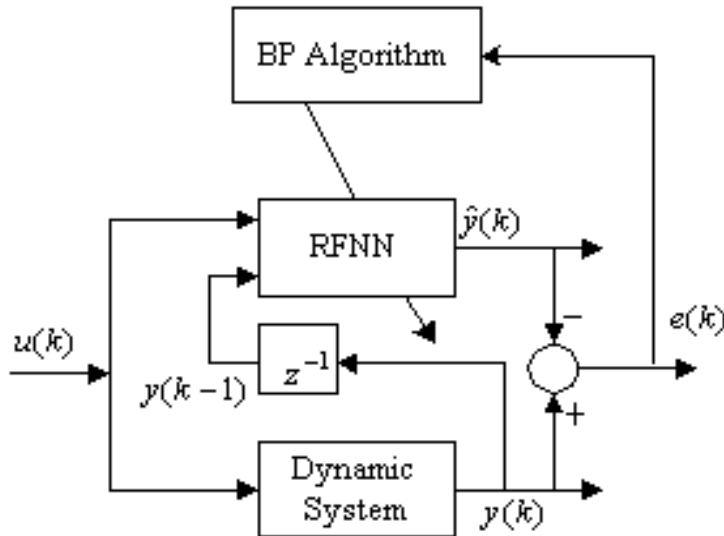 BP Algorithm
ŷ(k)
RFNN
−
e(k)
u(k)
z⁻¹
y(k−1)
+
Dynamic
System
y(k)